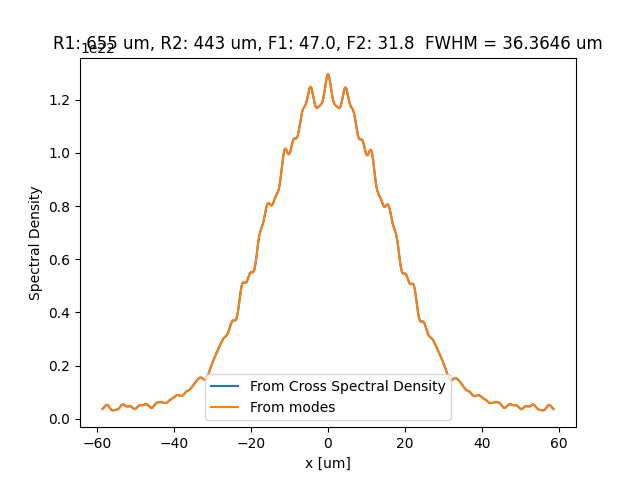 R1: 655 um, R2: 443 um, F1: 47.0, F2: 31.8  FWHM = 36.3646 um
1e22
1.2
1.0
0.8
0.6
0.4
0.2
0.0
Spectral Density
From Cross Spectral Density
From modes
−60
−40
−20
0
20
40
60
x [um]